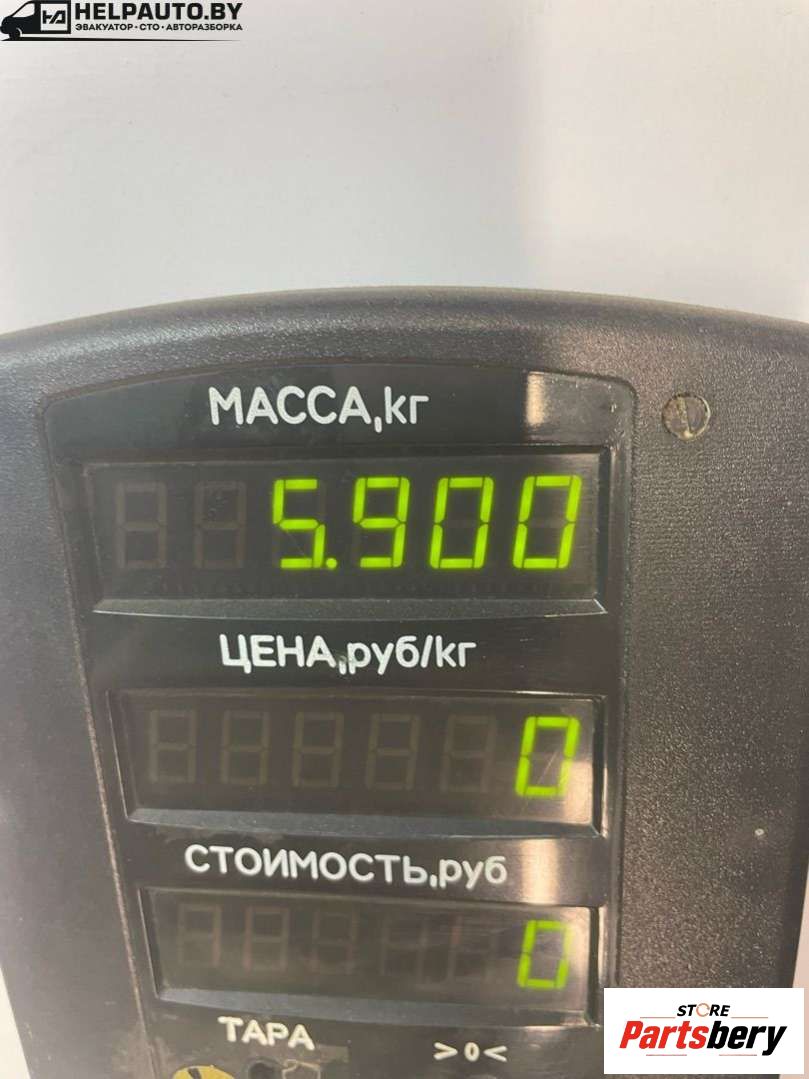 HELPAUTO.BY
ЭВАКУАТОР • СТО • АВТОРАЗБОРКА
МАССА,кг
5.900
ЦЕНА,руб/кг
0
СТОИМОСТЬ,руб
0
ТАРА >0<
STORE
Partsbery